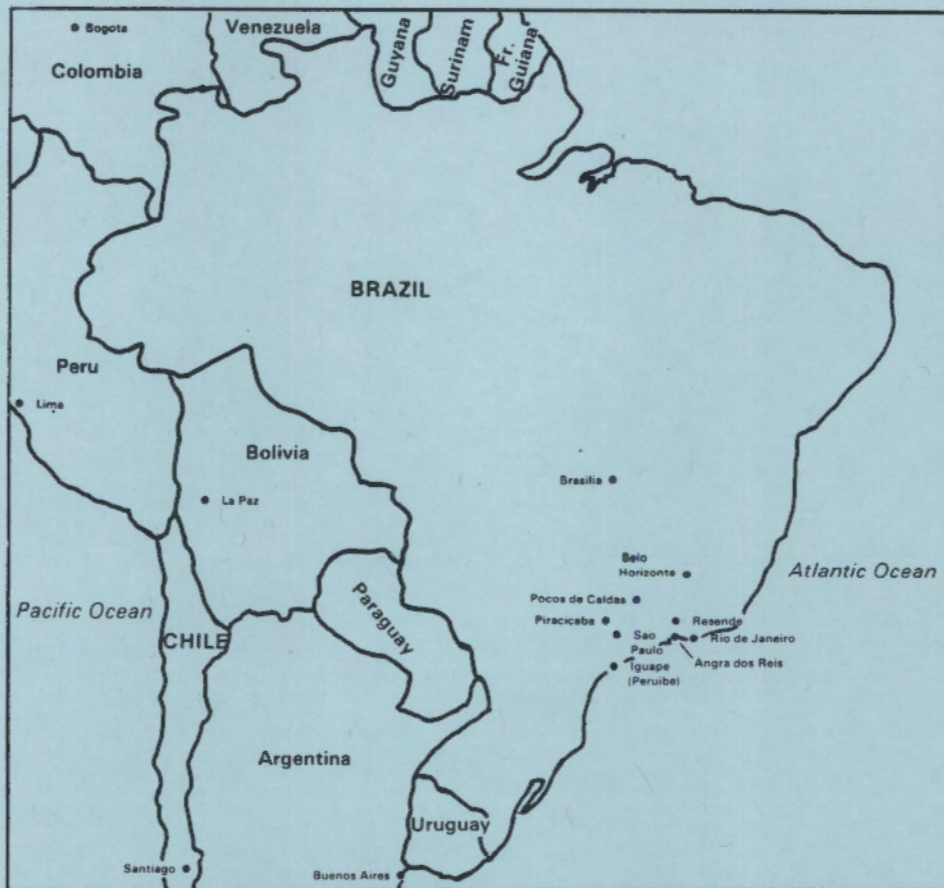 Bogota
Venezuela
Colombia
Guyana
Surinam
Fr.
Guiana
BRAZIL
Peru
Lima
Bolivia
La Paz
Brasilia
Belo
Horizonte
Atlantic Ocean
Pocos de Caldas
Pacific Ocean
Paraguay
Piracicaba
Resende
CHILE
Sao
Paulo
Rio de Janeiro
Angra dos Reis
Iguape
(Peruibe)
Argentina
Uruguay
Santiago
Buenos Aires